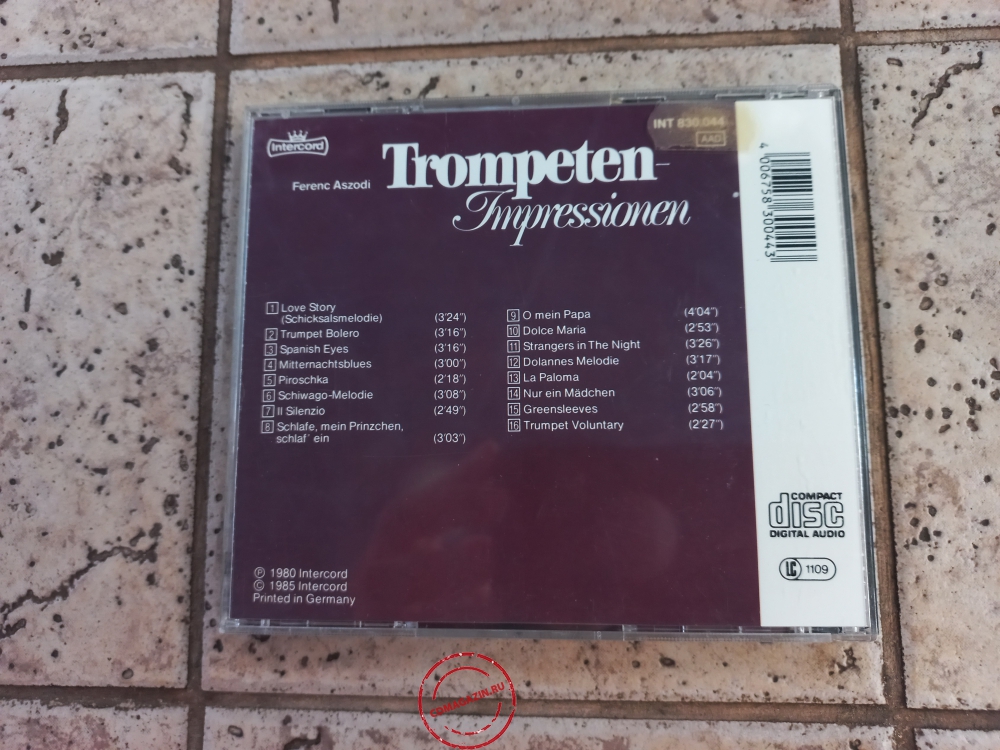 Intercord
Ferenc Aszodi
Trompeten-
Impressionen
INT 830.044
AAD
4 006758 300443
1 Love Story (3'24")
(Schicksalsmelodie)
2 Trumpet Bolero (3'16")
3 Spanish Eyes (3'16")
4 Mitternachtsblues (3'00")
5 Piroschka (2'18")
6 Schiwago-Melodie (3'08")
7 Il Silenzio (2'49")
8 Schlafe, mein Prinzchen,
schlaf' ein (3'03")
9 O mein Papa (4'04")
10 Dolce Maria (2'53")
11 Strangers in The Night (3'26")
12 Dolannes Melodie (3'17")
13 La Paloma (2'04")
14 Nur ein Mädchen (3'06")
15 Greensleeves (2'58")
16 Trumpet Voluntary (2'27")
COMPACT
disc
DIGITAL AUDIO
LC 1109
℗ 1980 Intercord
© 1985 Intercord
Printed in Germany
CDMAGAZIN.RU